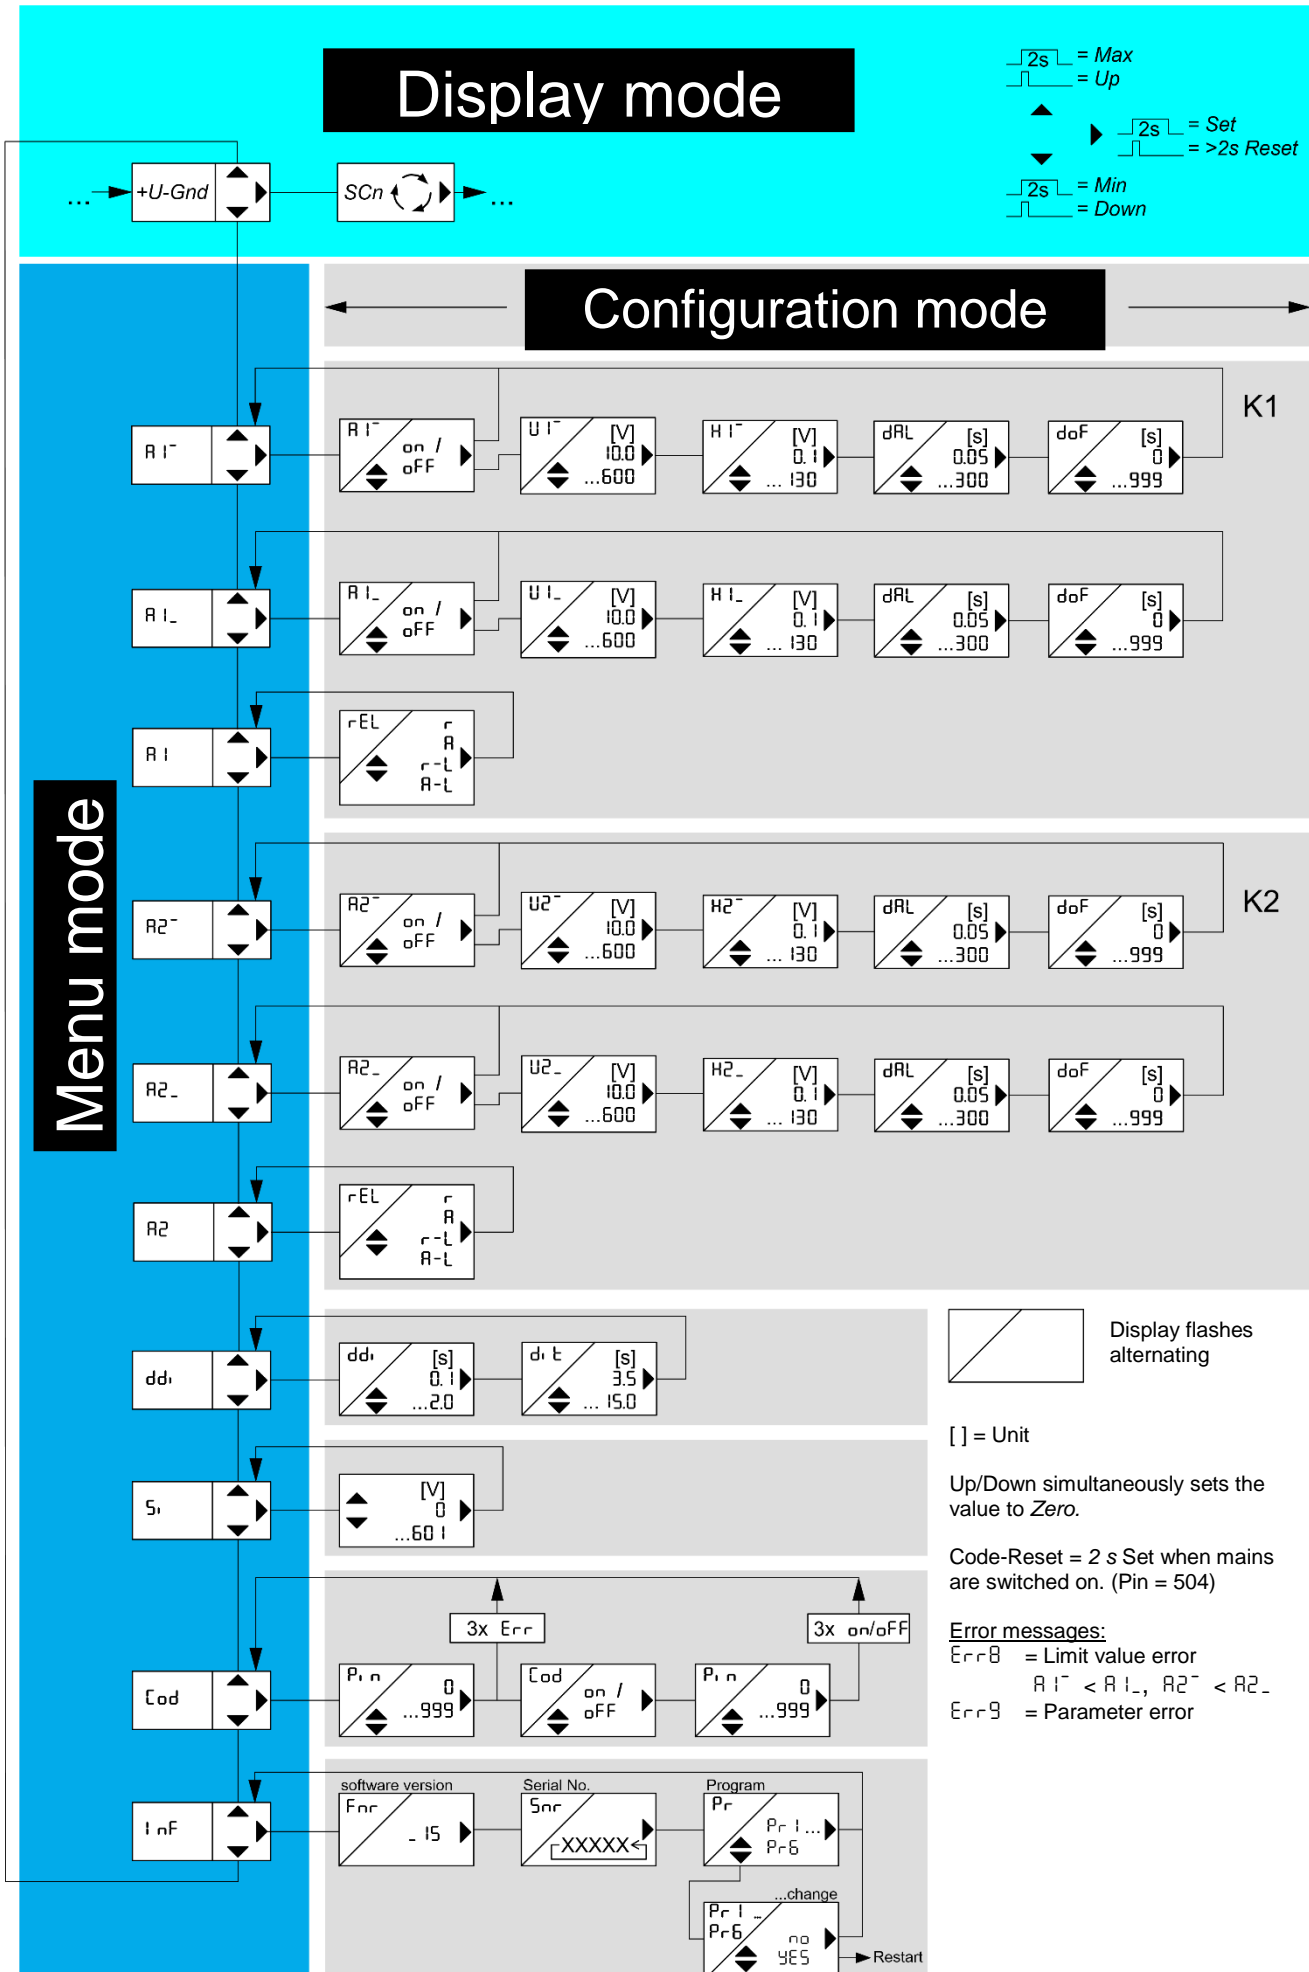 Display mode
2s = Max
= Up
2s = Set
= >2s Reset
2s = Min
= Down
... +U-Gnd SCn ...
Configuration mode
Menu mode
K1
A1¯ A1¯ on / oFF U1¯ [V] 10.0 ...600 H1¯ [V] 0.1 ...130 dAL [s] 0.05 ...300 doF [s] 0 ...999
A1_ A1_ on / oFF U1_ [V] 10.0 ...600 H1_ [V] 0.1 ...130 dAL [s] 0.05 ...300 doF [s] 0 ...999
A1 rEL r A r-L A-L
K2
A2¯ A2¯ on / oFF U2¯ [V] 10.0 ...600 H2¯ [V] 0.1 ...130 dAL [s] 0.05 ...300 doF [s] 0 ...999
A2_ A2_ on / oFF U2_ [V] 10.0 ...600 H2_ [V] 0.1 ...130 dAL [s] 0.05 ...300 doF [s] 0 ...999
A2 rEL r A r-L A-L
ddi ddi [s] 0.1 ...2.0 dit [s] 3.5 ...15.0
Display flashes
alternating
[ ] = Unit
Si [V] 0 ...601
Up/Down simultaneously sets the
value to Zero.
Code-Reset = 2 s Set when mains
are switched on. (Pin = 504)
3x Err 3x on/oFF
Cod Pin 0 ...999 Cod on / oFF Pin 0 ...999
Error messages:
Err8 = Limit value error
A1¯ < A1_, A2¯ < A2_
Err9 = Parameter error
software version Serial No. Program
InF Fnr _15 Snr XXXXX Pr Pr1... Pr6
...change
Pr1 ... Pr6 no YES Restart